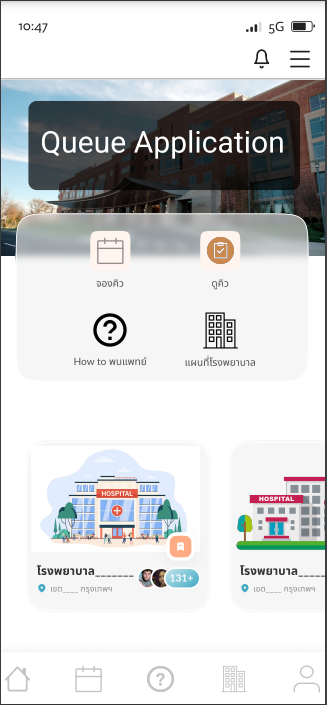 10:47 5G
Queue Application
จองคิว ดูคิว
How to พบแพทย์ แผนที่โรงพยาบาล
HOSPITAL HOSPITAL
131+
โรงพยาบาล_______ โรงพยาบาล____
เขต____ กรุงเทพฯ เขต____ กรุงเทพฯ